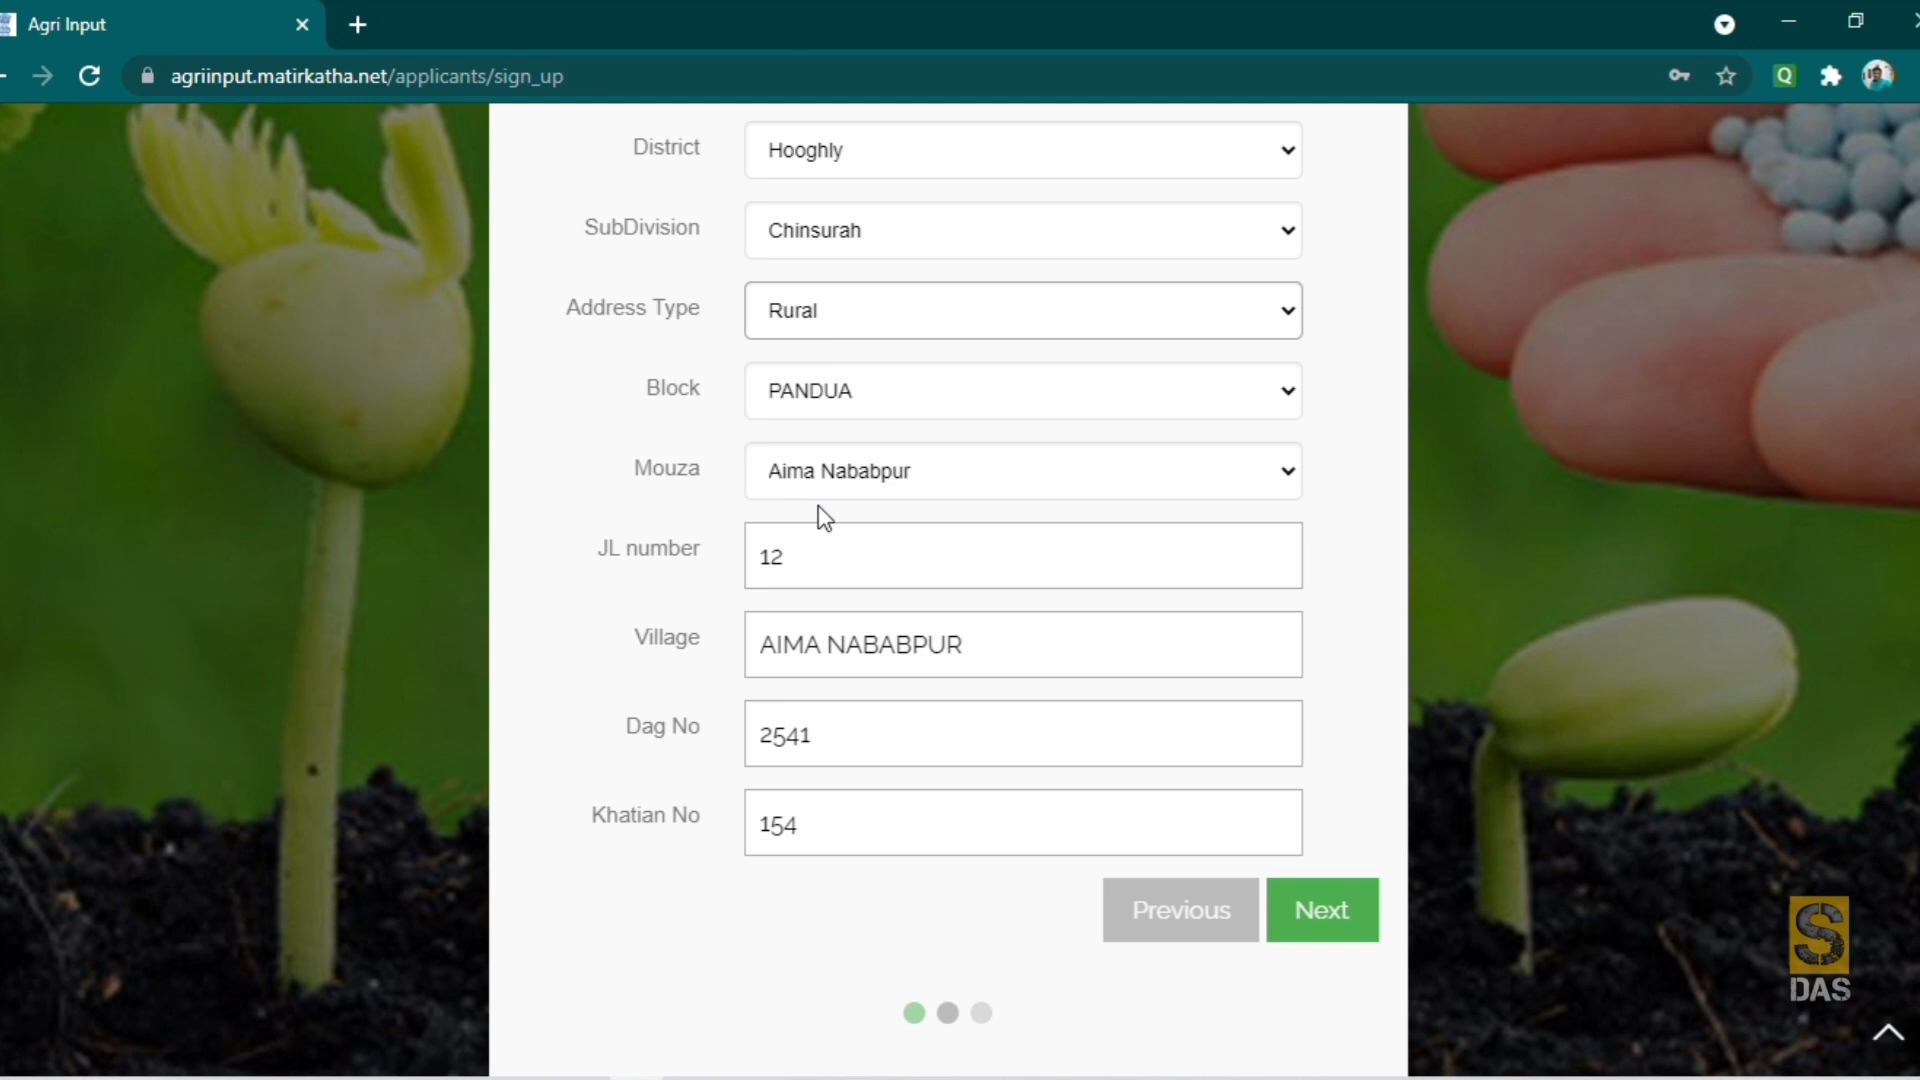 Agri Input
agriinput.matirkatha.net/applicants/sign_up
Q
District
Hooghly
SubDivision
Chinsurah
Address Type
Rural
Block
PANDUA
Mouza
Aima Nababpur
JL number
12
Village
AIMA NABABPUR
Dag No
2541
Khatian No
154
Previous
Next
S
DAS